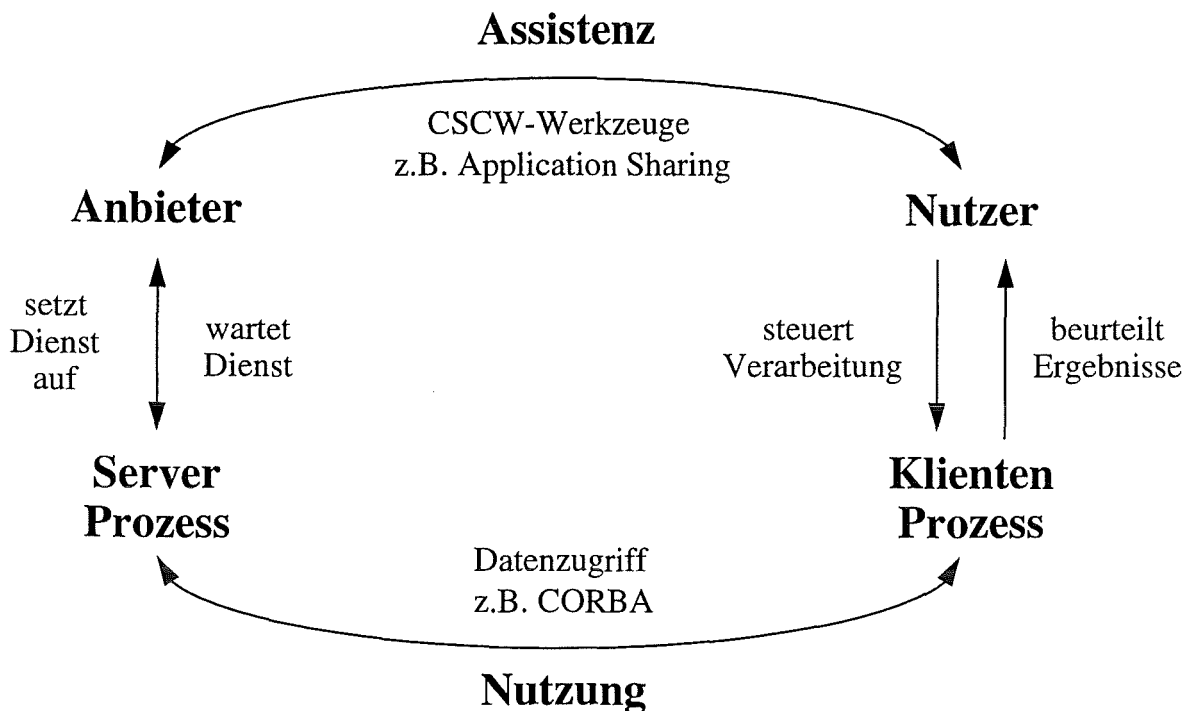 Assistenz
CSCW-Werkzeuge
z.B. Application Sharing
Anbieter
Nutzer
setzt
Dienst
auf
wartet
Dienst
steuert
Verarbeitung
beurteilt
Ergebnisse
Server
Prozess
Klienten
Prozess
Datenzugriff
z.B. CORBA
Nutzung